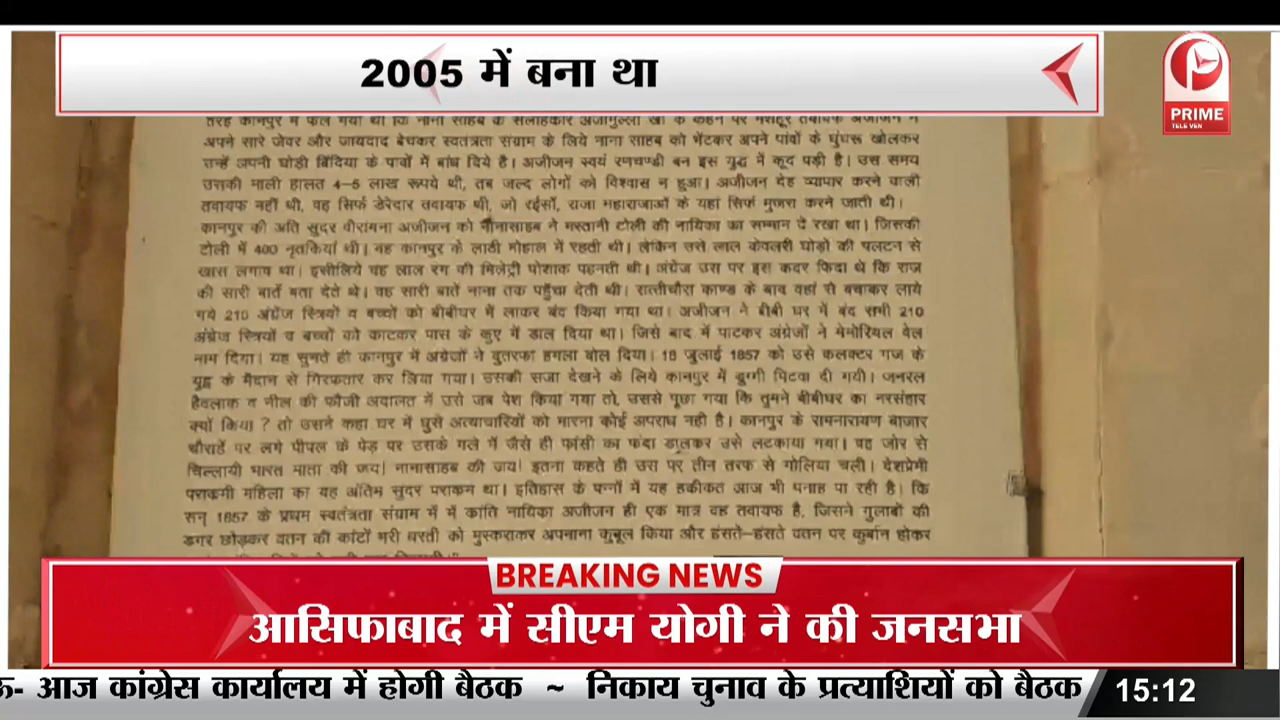 2005 में बना था
PRIME
TELE VEN
तरह कानपुर में फैल गया था कि नाना साहब के सलाहकार अजीमुल्ला खाँ के कहने पर मशहूर तवायफ अजीजन ने
अपने सारे जेवर और जायदाद बेचकर स्वतंत्रता संग्राम के लिये नाना साहब को भेंटकर अपने पांवों के घुंघरू खोलकर
उन्हें अपनी घोड़ी बिंदिया के पावों में बांध दिये है। अजीजन स्वयं रणचण्डी बन इस युद्ध में कूद पड़ी है। उस समय
उसकी माली हालत 4–5 लाख रूपये थी, तब जल्द लोगों को विश्वास न हुआ। अजीजन देह व्यापार करने वाली
तवायफ नहीं थी, वह सिर्फ डेरेदार तवायफ थी, जो रईसों, राजा महाराजाओं के यहां सिर्फ मुजरा करने जाती थी।
कानपुर की अति सुंदर वीरांगना अजीजन को नानासाहब ने मस्तानी टोली की नायिका का सम्मान दे रखा था। जिसकी
टोली में 400 नृतकियां थी। वह कानपुर के लाठी मोहाल में रहती थी। लेकिन उसे लाल केवलरी घोड़ों की पलटन से
खास लगाव था। इसीलिये वह लाल रंग की मिलेट्री पोशाक पहनती थी। अंग्रेज उस पर इस कदर फिदा थे कि राज
की सारी बातें बता देते थे। वह सारी बातें नाना तक पहुँचा देती थी। सत्तीचौरा काण्ड के बाद वहां से बचाकर लाये
गये 210 अंग्रेज स्त्रियों व बच्चों को बीबीघर में लाकर बंद किया गया था। अजीजन ने बीबी घर में बंद सभी 210
अंग्रेज स्त्रियों व बच्चों को काटकर पास के कुए में डाल दिया था। जिसे बाद में पाटकर अंग्रेजों ने मेमोरियल वेल
नाम दिया। यह सुनते ही कानपुर में अंग्रेजों ने दुतरफा हमला बोल दिया। 18 जुलाई 1857 को उसे कलक्टर गंज के
युद्ध के मैदान से गिरफ्तार कर लिया गया। उसकी सजा देखने के लिये कानपुर में डुग्गी पिटवा दी गयी। जनरल
हैवलाक व नील की फौजी अदालत में उसे जब पेश किया गया तो, उससे पूछा गया कि तुमने बीबीघर का नरसंहार
क्यों किया ? तो उसने कहा घर में घुसे अत्याचारियों को मारना कोई अपराध नही है। कानपुर के रामनारायण बाजार
चौराहे पर लगे पीपल के पेड़ पर उसके गले में जैसे ही फांसी का फंदा डालकर उसे लटकाया गया। वह जोर से
चिल्लायी भारत माता की जय! नानासाहब की जय! इतना कहते ही उस पर तीन तरफ से गोलिया चली। देशप्रेमी
पराक्रमी महिला का यह अंतिम सुंदर पराक्रम था। इतिहास के पन्नों में यह हकीकत आज भी पनाह पा रही है। कि
सन् 1857 के प्रथम स्वतंत्रता संग्राम में में क्रांति नायिका अजीजन ही एक मात्र वह तवायफ है, जिसने गुलाबों की
डगर छोड़कर वतन की कांटों भरी धरती को मुस्कराकर अपनाना कुबूल किया और हंसते–हंसते वतन पर कुर्बान होकर
BREAKING NEWS
आसिफाबाद में सीएम योगी ने की जनसभा
आज कांग्रेस कार्यालय में होगी बैठक ~ निकाय चुनाव के प्रत्याशियों को बैठक
15:12